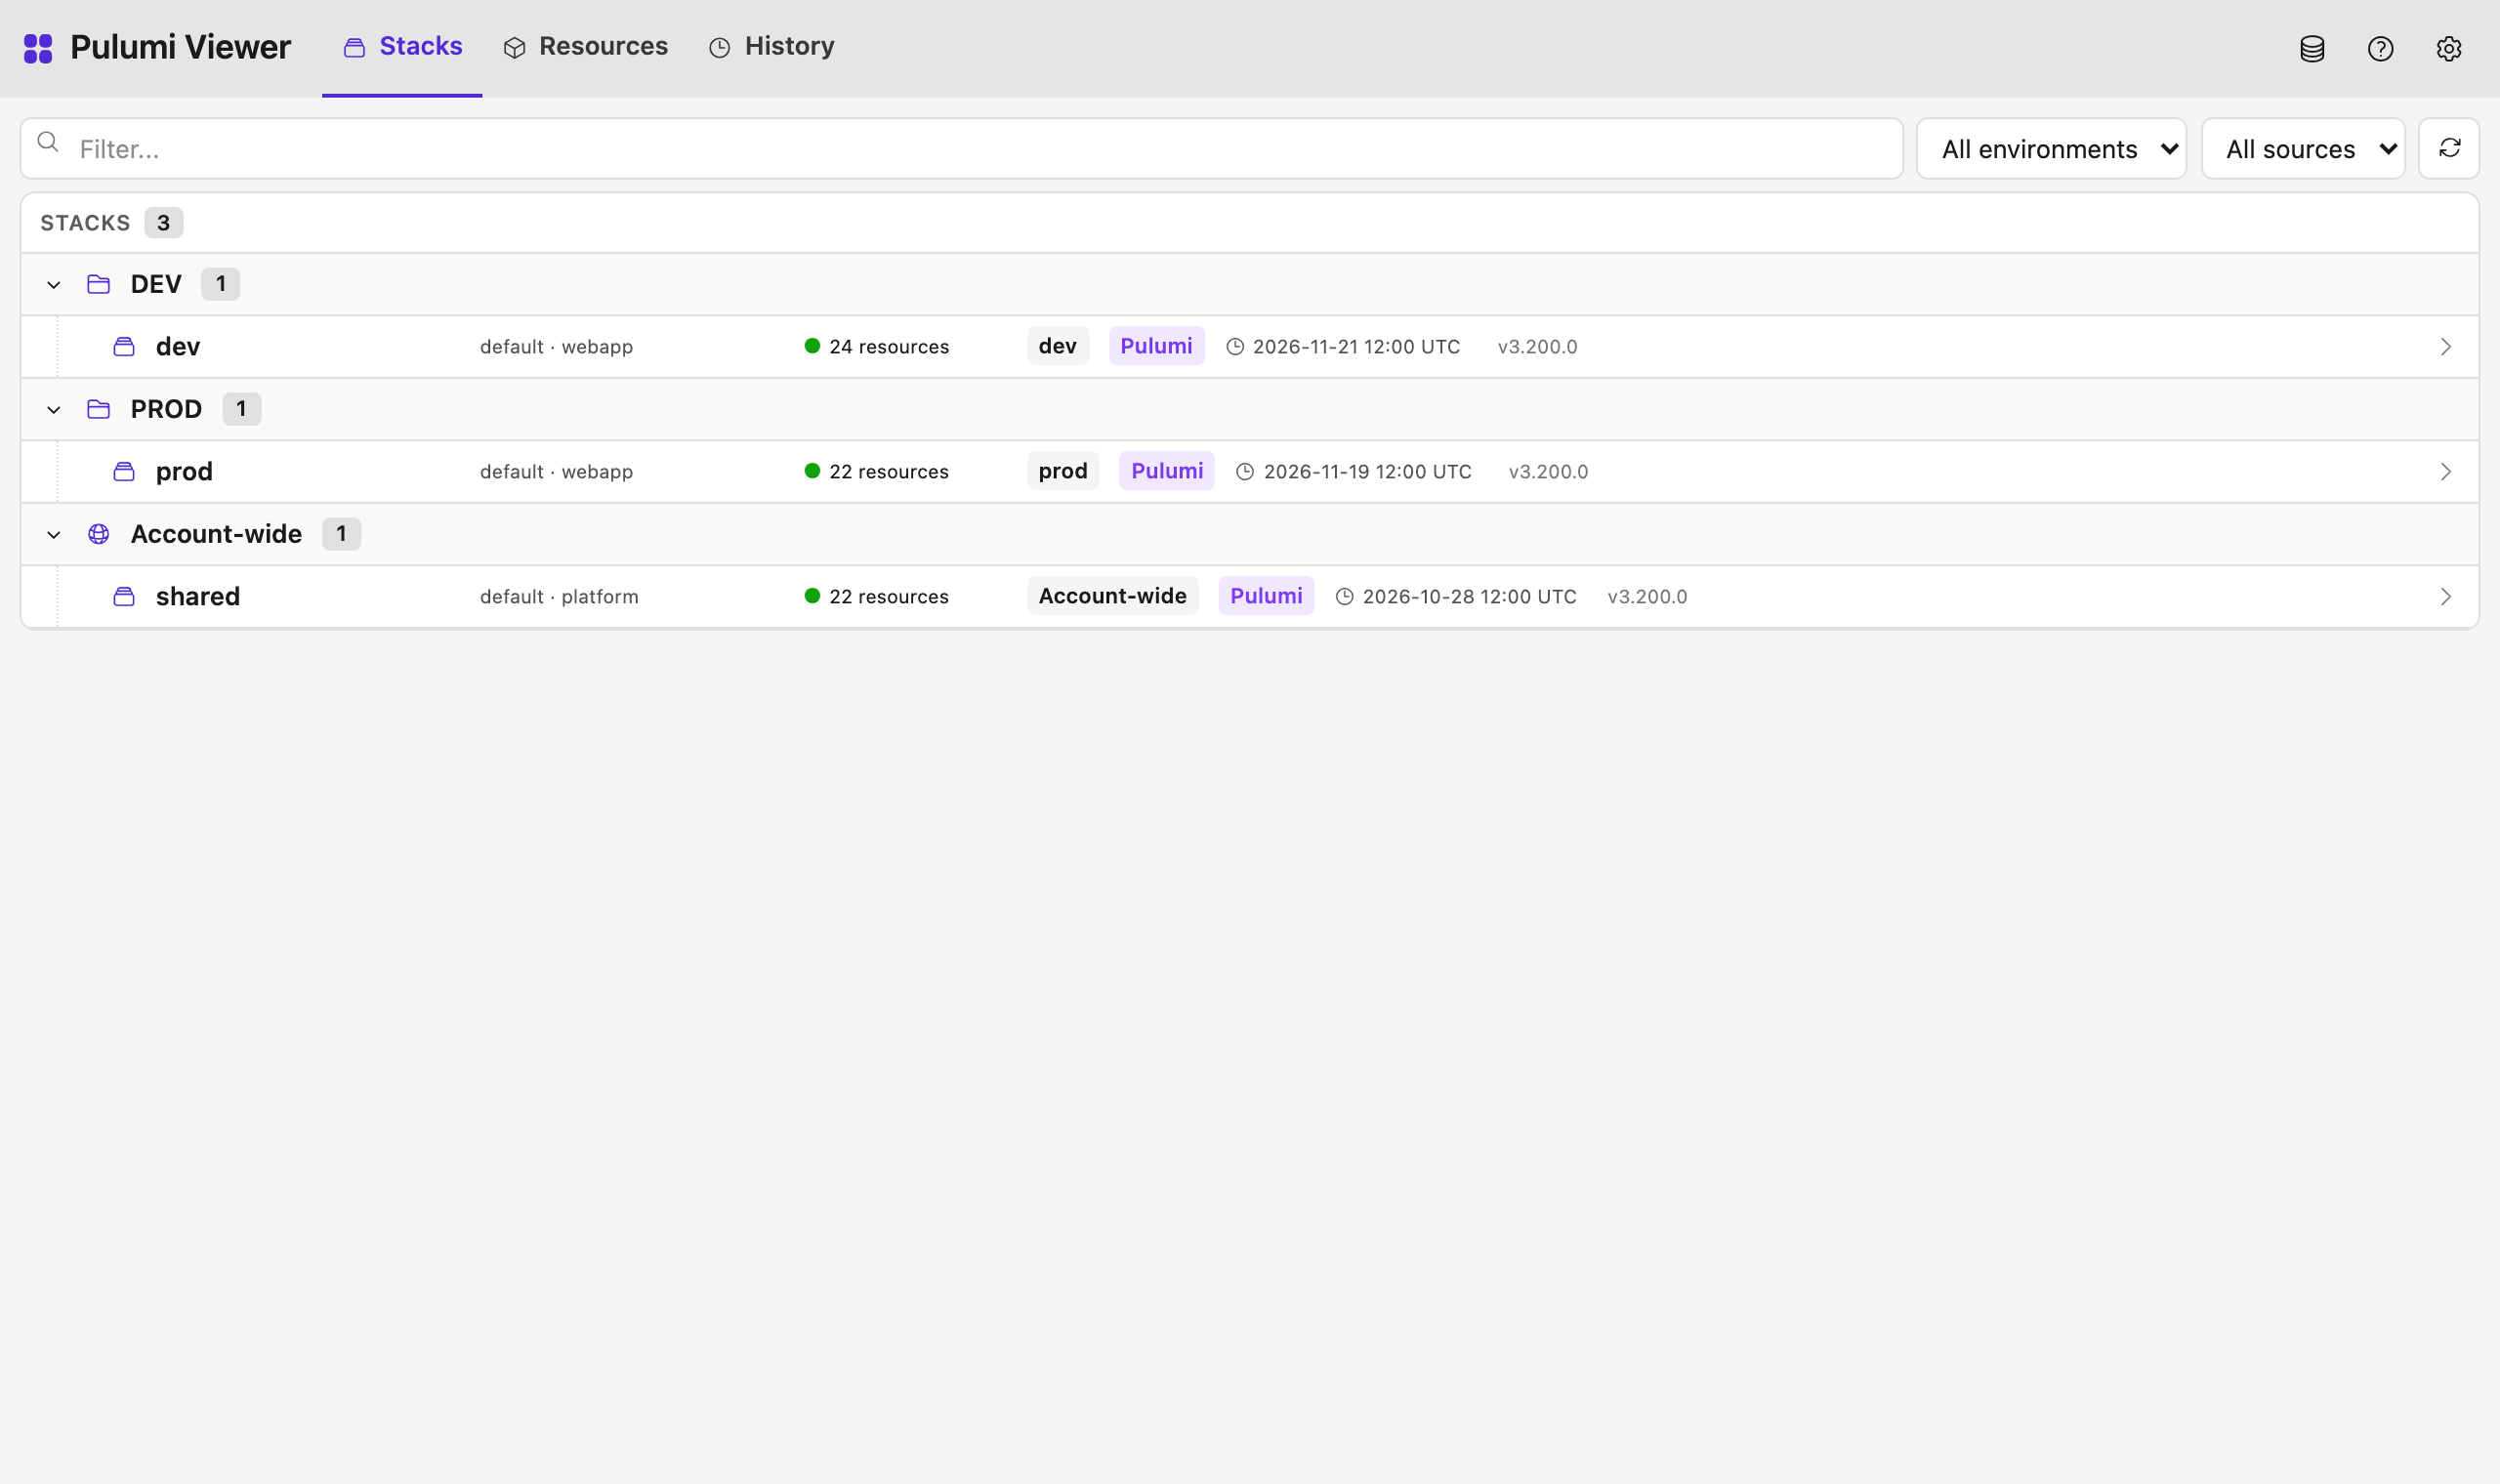 Pulumi Viewer Stacks Resources History
Filter...
All environments
All sources
STACKS 3
DEV 1
dev default · webapp 24 resources dev Pulumi 2026-11-21 12:00 UTC v3.200.0
PROD 1
prod default · webapp 22 resources prod Pulumi 2026-11-19 12:00 UTC v3.200.0
Account-wide 1
shared default · platform 22 resources Account-wide Pulumi 2026-10-28 12:00 UTC v3.200.0